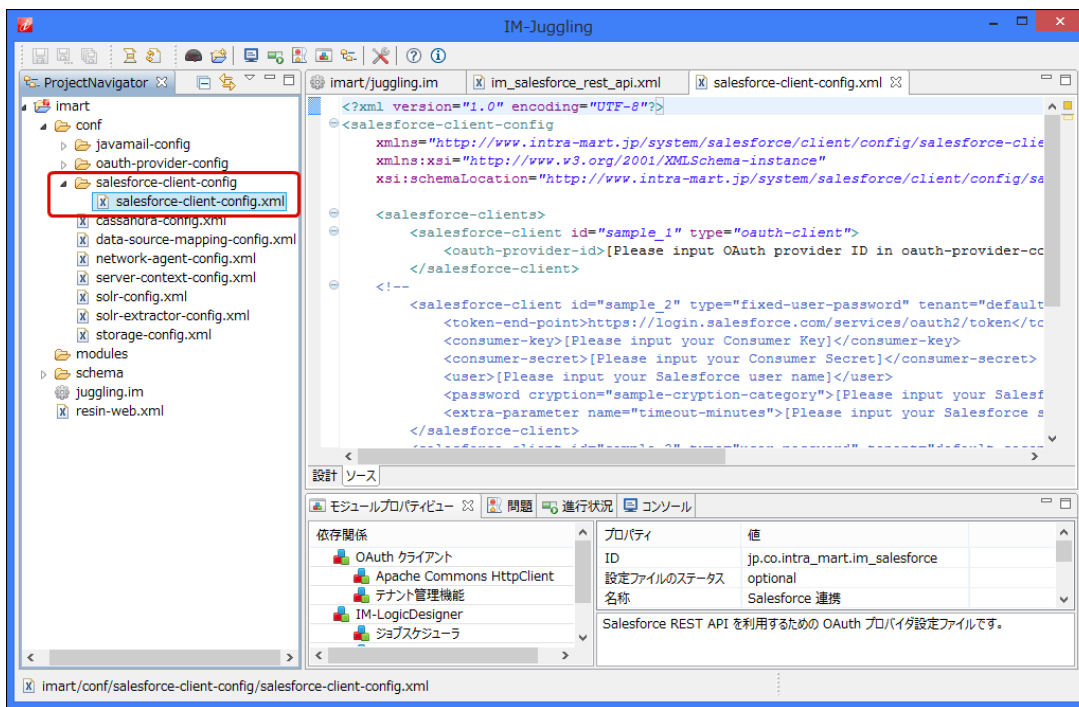 IM-Juggling
ProjectNavigator
imart
conf
javamail-config
oauth-provider-config
salesforce-client-config
salesforce-client-config.xml
cassandra-config.xml
data-source-mapping-config.xml
network-agent-config.xml
server-context-config.xml
solr-config.xml
solr-extractor-config.xml
storage-config.xml
modules
schema
juggling.im
resin-web.xml
imart/juggling.im
im_salesforce_rest_api.xml
salesforce-client-config.xml
<?xml version="1.0" encoding="UTF-8"?>
<salesforce-client-config
xmlns="http://www.intra-mart.jp/system/salesforce/client/config/salesforce-clie
xmlns:xsi="http://www.w3.org/2001/XMLSchema-instance"
xsi:schemaLocation="http://www.intra-mart.jp/system/salesforce/client/config/sa
<salesforce-clients>
<salesforce-client id="sample_1" type="oauth-client">
<oauth-provider-id>[Please input OAuth provider ID in oauth-provider-co
</salesforce-client>
<!--
<salesforce-client id="sample_2" type="fixed-user-password" tenant="default
<token-end-point>https://login.salesforce.com/services/oauth2/token</to
<consumer-key>[Please input your Consumer Key]</consumer-key>
<consumer-secret>[Please input your Consumer Secret]</consumer-secret>
<user>[Please input your Salesforce user name]</user>
<password cryption="sample-cryption-category">[Please input your Salesf
<extra-parameter name="timeout-minutes">[Please input your Salesforce s
</salesforce-client>
設計 ソース
モジュールプロパティビュー 問題 進行状況 コンソール
依存関係
OAuth クライアント
Apache Commons HttpClient
テナント管理機能
IM-LogicDesigner
ジョブスケジューラ
プロパティ 値
ID jp.co.intra_mart.im_salesforce
設定ファイルのステータス optional
名称 Salesforce 連携
Salesforce REST API を利用するための OAuth プロバイダ設定ファイルです。
imart/conf/salesforce-client-config/salesforce-client-config.xml